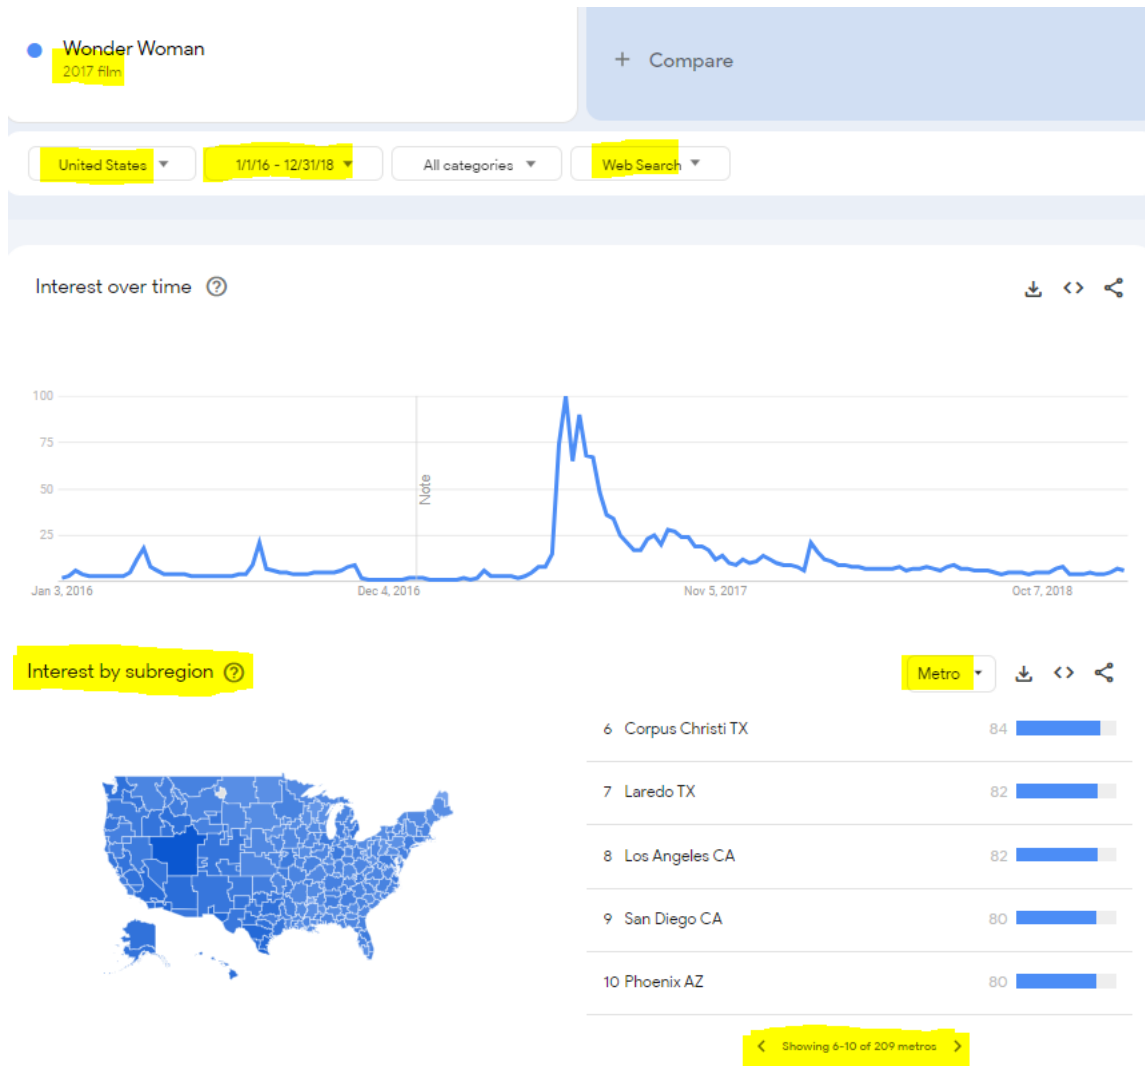 Wonder Woman
2017 film
+ Compare
United States
1/1/16 - 12/31/18
All categories
Web Search
Interest over time
100
75
50
25
Note
Jan 3, 2016
Dec 4, 2016
Nov 5, 2017
Oct 7, 2018
Interest by subregion
Metro
6 Corpus Christi TX 84
7 Laredo TX 82
8 Los Angeles CA 82
9 San Diego CA 80
10 Phoenix AZ 80
Showing 6-10 of 209 metros